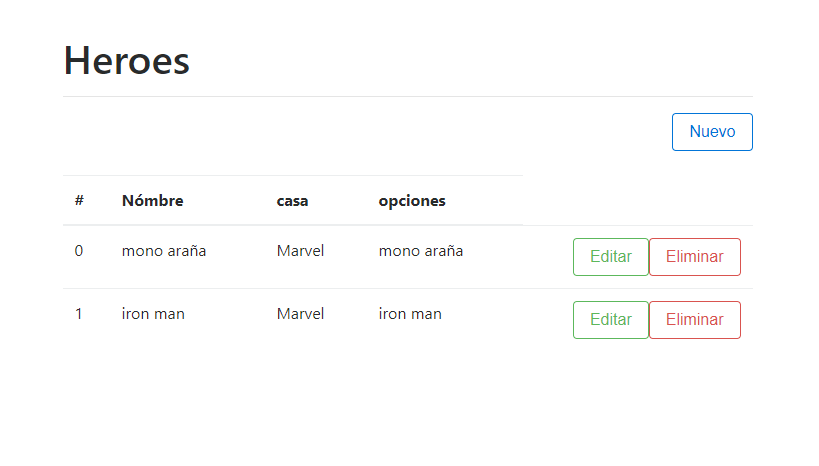 Heroes
Nuevo
# Nómbre casa opciones
0 mono araña Marvel mono araña Editar Eliminar
1 iron man Marvel iron man Editar Eliminar